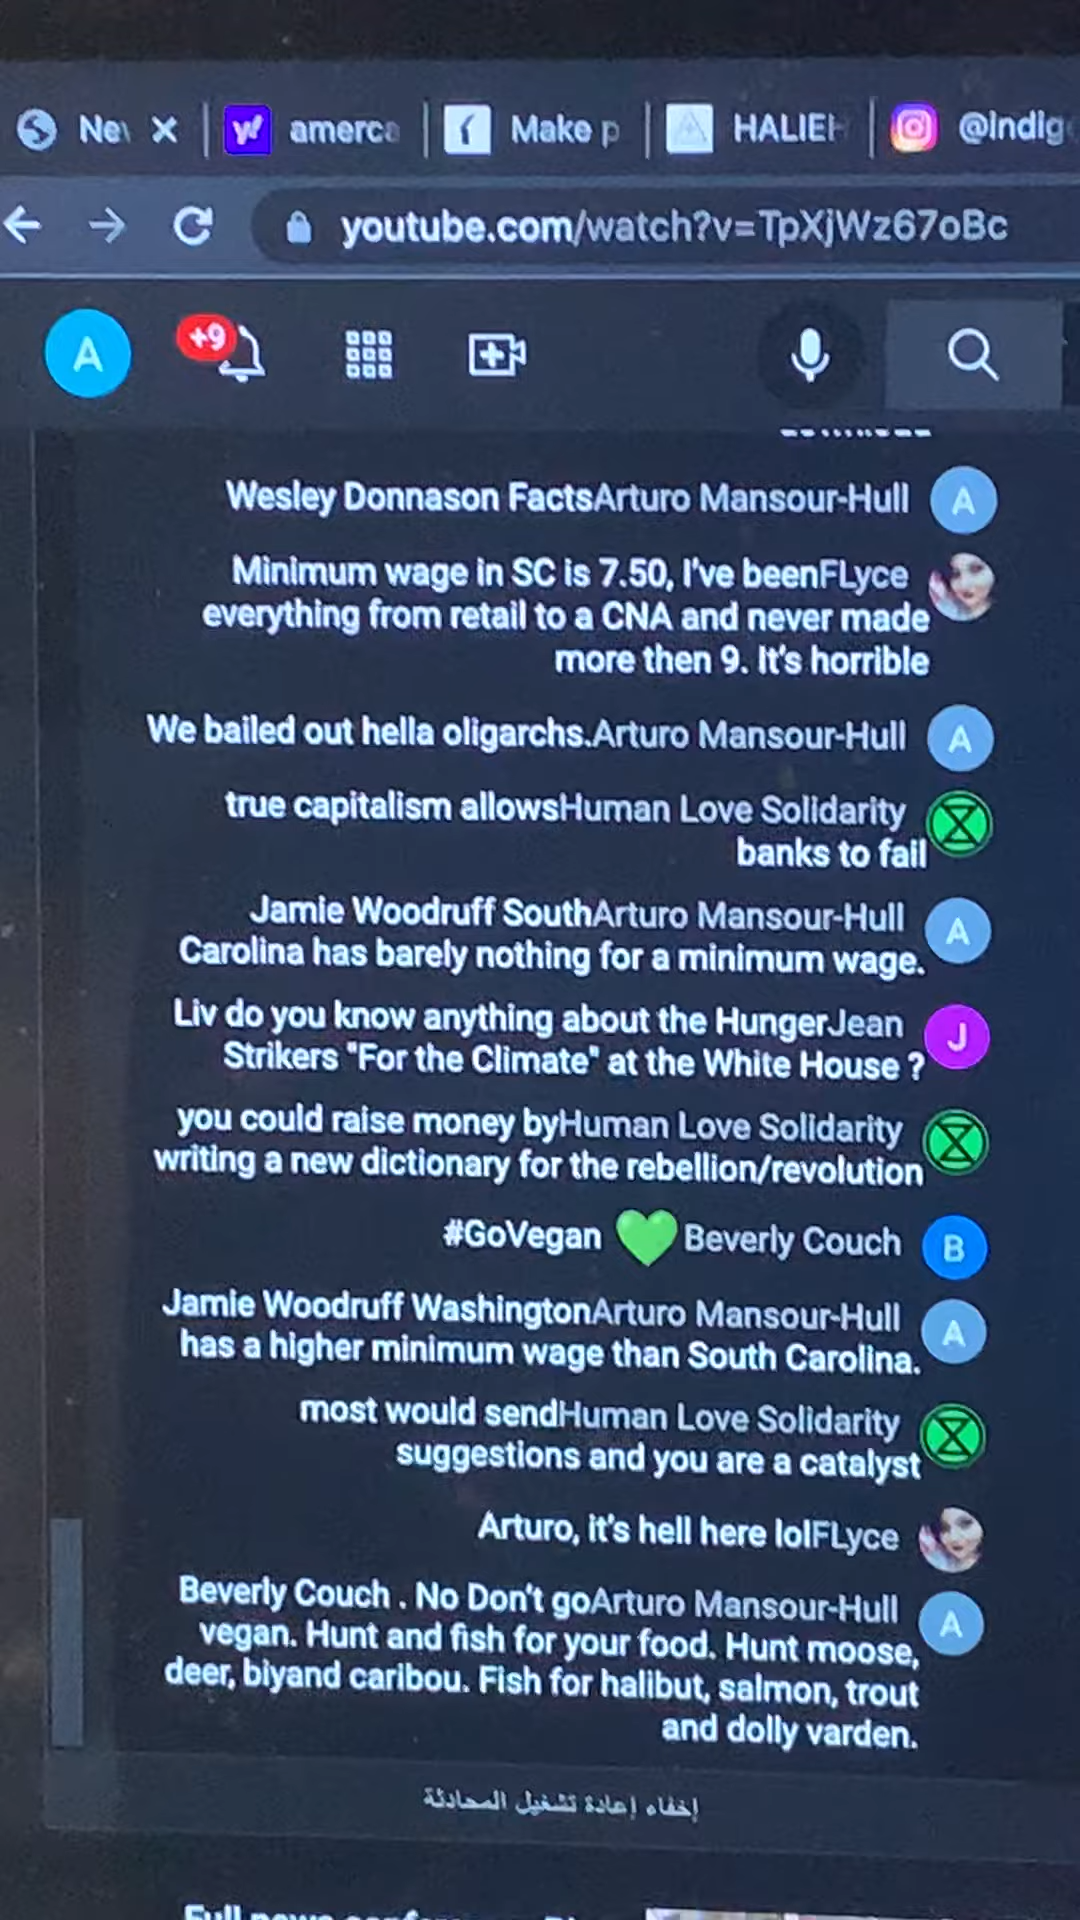 amerca
Make p
HALIEH
@indig
youtube.com/watch?v=TpXjWz67oBc
A
+9
Wesley Donnason FactsArturo Mansour-Hull A
Minimum wage in SC is 7.50, I've beenFLyce
everything from retail to a CNA and never made
more then 9. It's horrible
We bailed out hella oligarchs.Arturo Mansour-Hull A
true capitalism allowsHuman Love Solidarity
banks to fail
Jamie Woodruff SouthArturo Mansour-Hull A
Carolina has barely nothing for a minimum wage.
Liv do you know anything about the HungerJean J
Strikers "For the Climate" at the White House ?
you could raise money byHuman Love Solidarity
writing a new dictionary for the rebellion/revolution
#GoVegan 💚 Beverly Couch B
Jamie Woodruff WashingtonArturo Mansour-Hull A
has a higher minimum wage than South Carolina.
most would sendHuman Love Solidarity
suggestions and you are a catalyst
Arturo, it's hell here lolFLyce
Beverly Couch . No Don't goArturo Mansour-Hull A
vegan. Hunt and fish for your food. Hunt moose,
deer, biyand caribou. Fish for halibut, salmon, trout
and dolly varden.
إخفاء إعادة تشغيل المحادثة